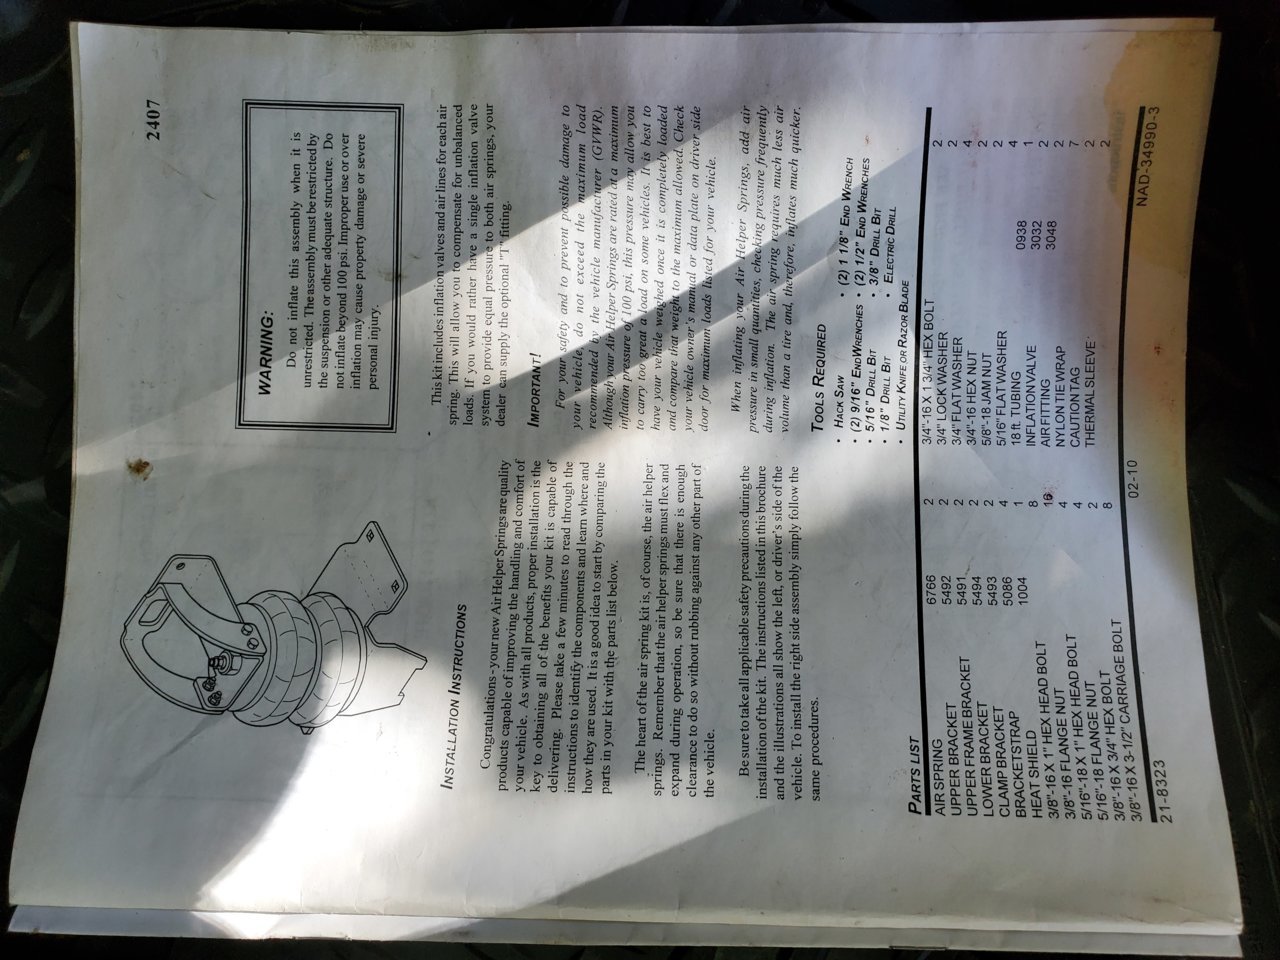 2407
INSTALLATION INSTRUCTIONS
Congratulations - your new Air Helper Springs are quality
products capable of improving the handling and comfort of
your vehicle. As with all products, proper installation is the
key to obtaining all of the benefits your kit is capable of
delivering. Please take a few minutes to read through the
instructions to identify the components and learn where and
how they are used. It is a good idea to start by comparing the
parts in your kit with the parts list below.
The heart of the air spring kit is, of course, the air helper
springs. Remember that the air helper springs must flex and
expand during operation, so be sure that there is enough
clearance to do so without rubbing against any other part of
the vehicle.
Be sure to take all applicable safety precautions during the
installation of the kit. The instructions listed in this brochure
and the illustrations all show the left, or driver's side of the
vehicle. To install the right side assembly simply follow the
same procedures.
WARNING:
Do not inflate this assembly when it is
unrestricted. The assembly must be restricted by
the suspension or other adequate structure. Do
not inflate beyond 100 psi. Improper use or over
inflation may cause property damage or severe
personal injury.
This kit includes inflation valves and air lines for each air
spring. This will allow you to compensate for unbalanced
loads. If you would rather have a single inflation valve
system to provide equal pressure to both air springs, your
dealer can supply the optional "T" fitting.
IMPORTANT!
For your safety and to prevent possible damage to
your vehicle, do not exceed the maximum load
recommended by the vehicle manufacturer (GVWR).
Although your Air Helper Springs are rated at a maximum
inflation pressure of 100 psi, this pressure may allow you
to carry too great a load on some vehicles. It is best to
have your vehicle weighed once it is completely loaded
and compare that weight to the maximum allowed. Check
your vehicle owner's manual or data plate on driver side
door for maximum loads listed for your vehicle.
When inflating your Air Helper Springs, add air
pressure in small quantities, checking pressure frequently
during inflation. The air spring requires much less air
volume than a tire and, therefore, inflates much quicker.
TOOLS REQUIRED
• HACK SAW • (2) 1 1/8" END WRENCH
• (2) 9/16" END WRENCHES • (2) 1/2" END WRENCHES
• 5/16" DRILL BIT • 3/8" DRILL BIT
• 1/8" DRILL BIT • ELECTRIC DRILL
• UTILITY KNIFE OR RAZOR BLADE
PARTS LIST
AIR SPRING 6766 2
UPPER BRACKET 5492 2
UPPER FRAME BRACKET 5491 2
LOWER BRACKET 5494 2
CLAMP BRACKET 5493 2
BRACKET STRAP 5086 4
HEAT SHIELD 1004 1
3/8"-16 X 1" HEX HEAD BOLT 8
3/8"-16 FLANGE NUT 16
5/16"-18 X 1" HEX HEAD BOLT 4
5/16"-18 FLANGE NUT 4
3/8"-16 X 3/4" HEX BOLT 2
3/8"-16 X 3-1/2" CARRIAGE BOLT 8
3/4"-16 X 1 3/4" HEX BOLT 2
3/4" LOCK WASHER 2
3/4" FLAT WASHER 4
3/4"-16 HEX NUT 2
5/8"-18 JAM NUT 2
5/16" FLAT WASHER 4
18 ft. TUBING 0938 1
INFLATION VALVE 3032 2
AIR FITTING 3048 2
NYLON TIE WRAP 7
CAUTION TAG 2
THERMAL SLEEVE 2
21-8323 02-10 NAD-34990-3